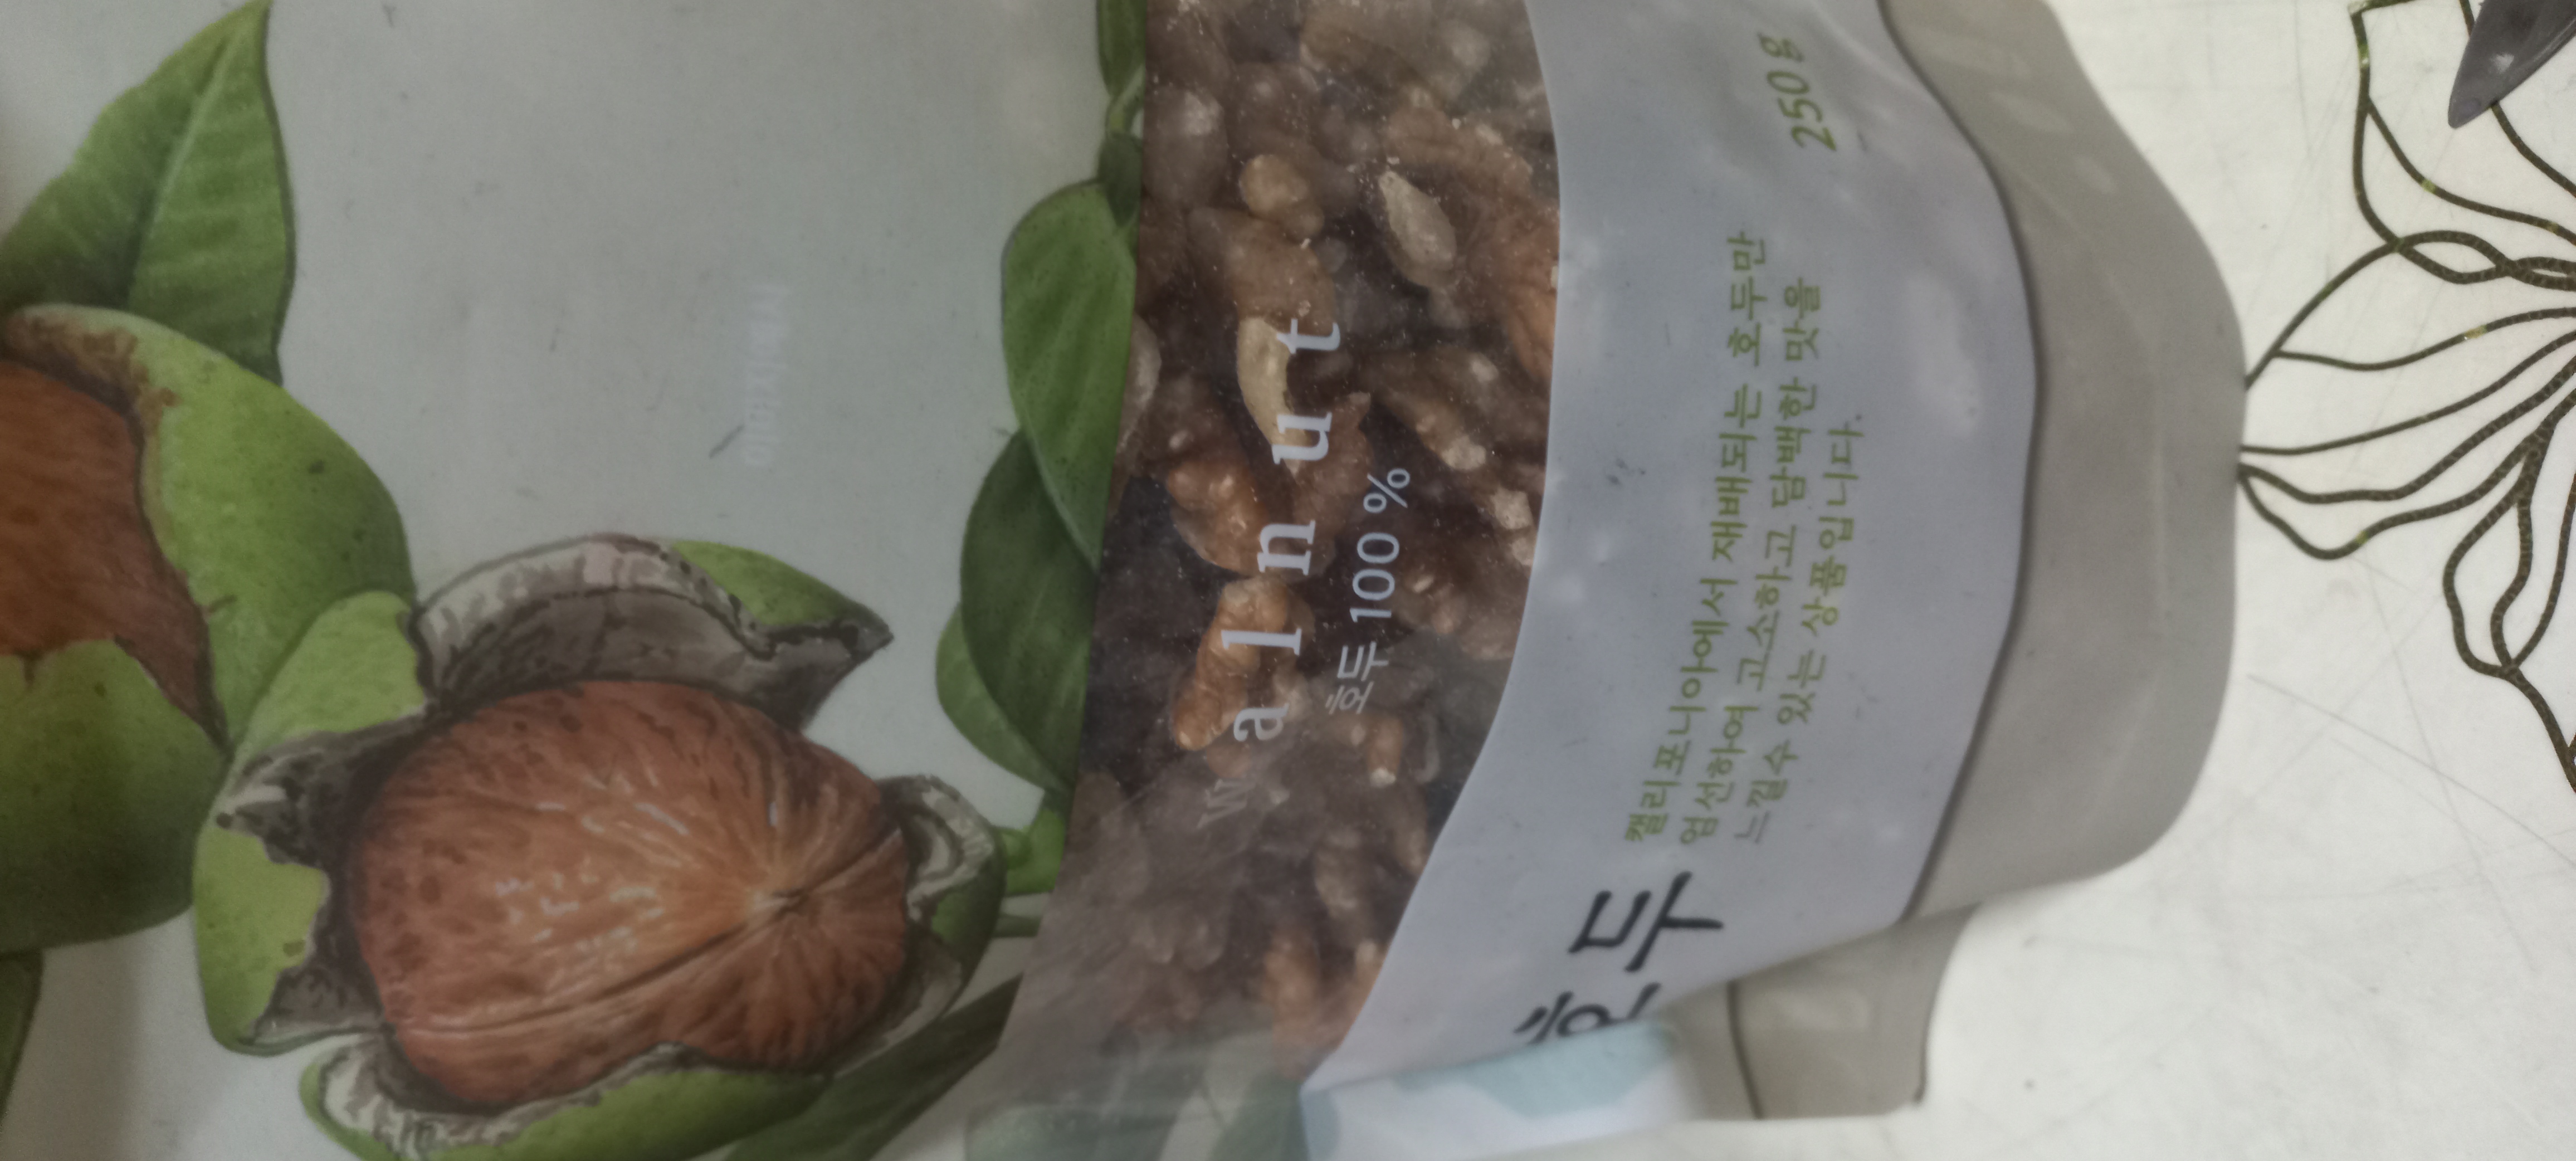 walnut
호두 100 %
호두
캘리포니아에서 재배되는 호두만
엄선하여 고소하고 담백한 맛을
느낄수 있는 상품입니다.
250g